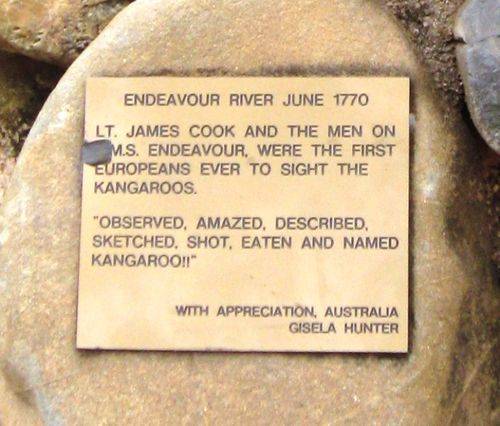 ENDEAVOUR RIVER JUNE 1770
LT. JAMES COOK AND THE MEN ON
M.S. ENDEAVOUR, WERE THE FIRST
EUROPEANS EVER TO SIGHT THE
KANGAROOS.
"OBSERVED, AMAZED, DESCRIBED,
SKETCHED, SHOT, EATEN AND NAMED
KANGAROO!!"
WITH APPRECIATION, AUSTRALIA
GISELA HUNTER